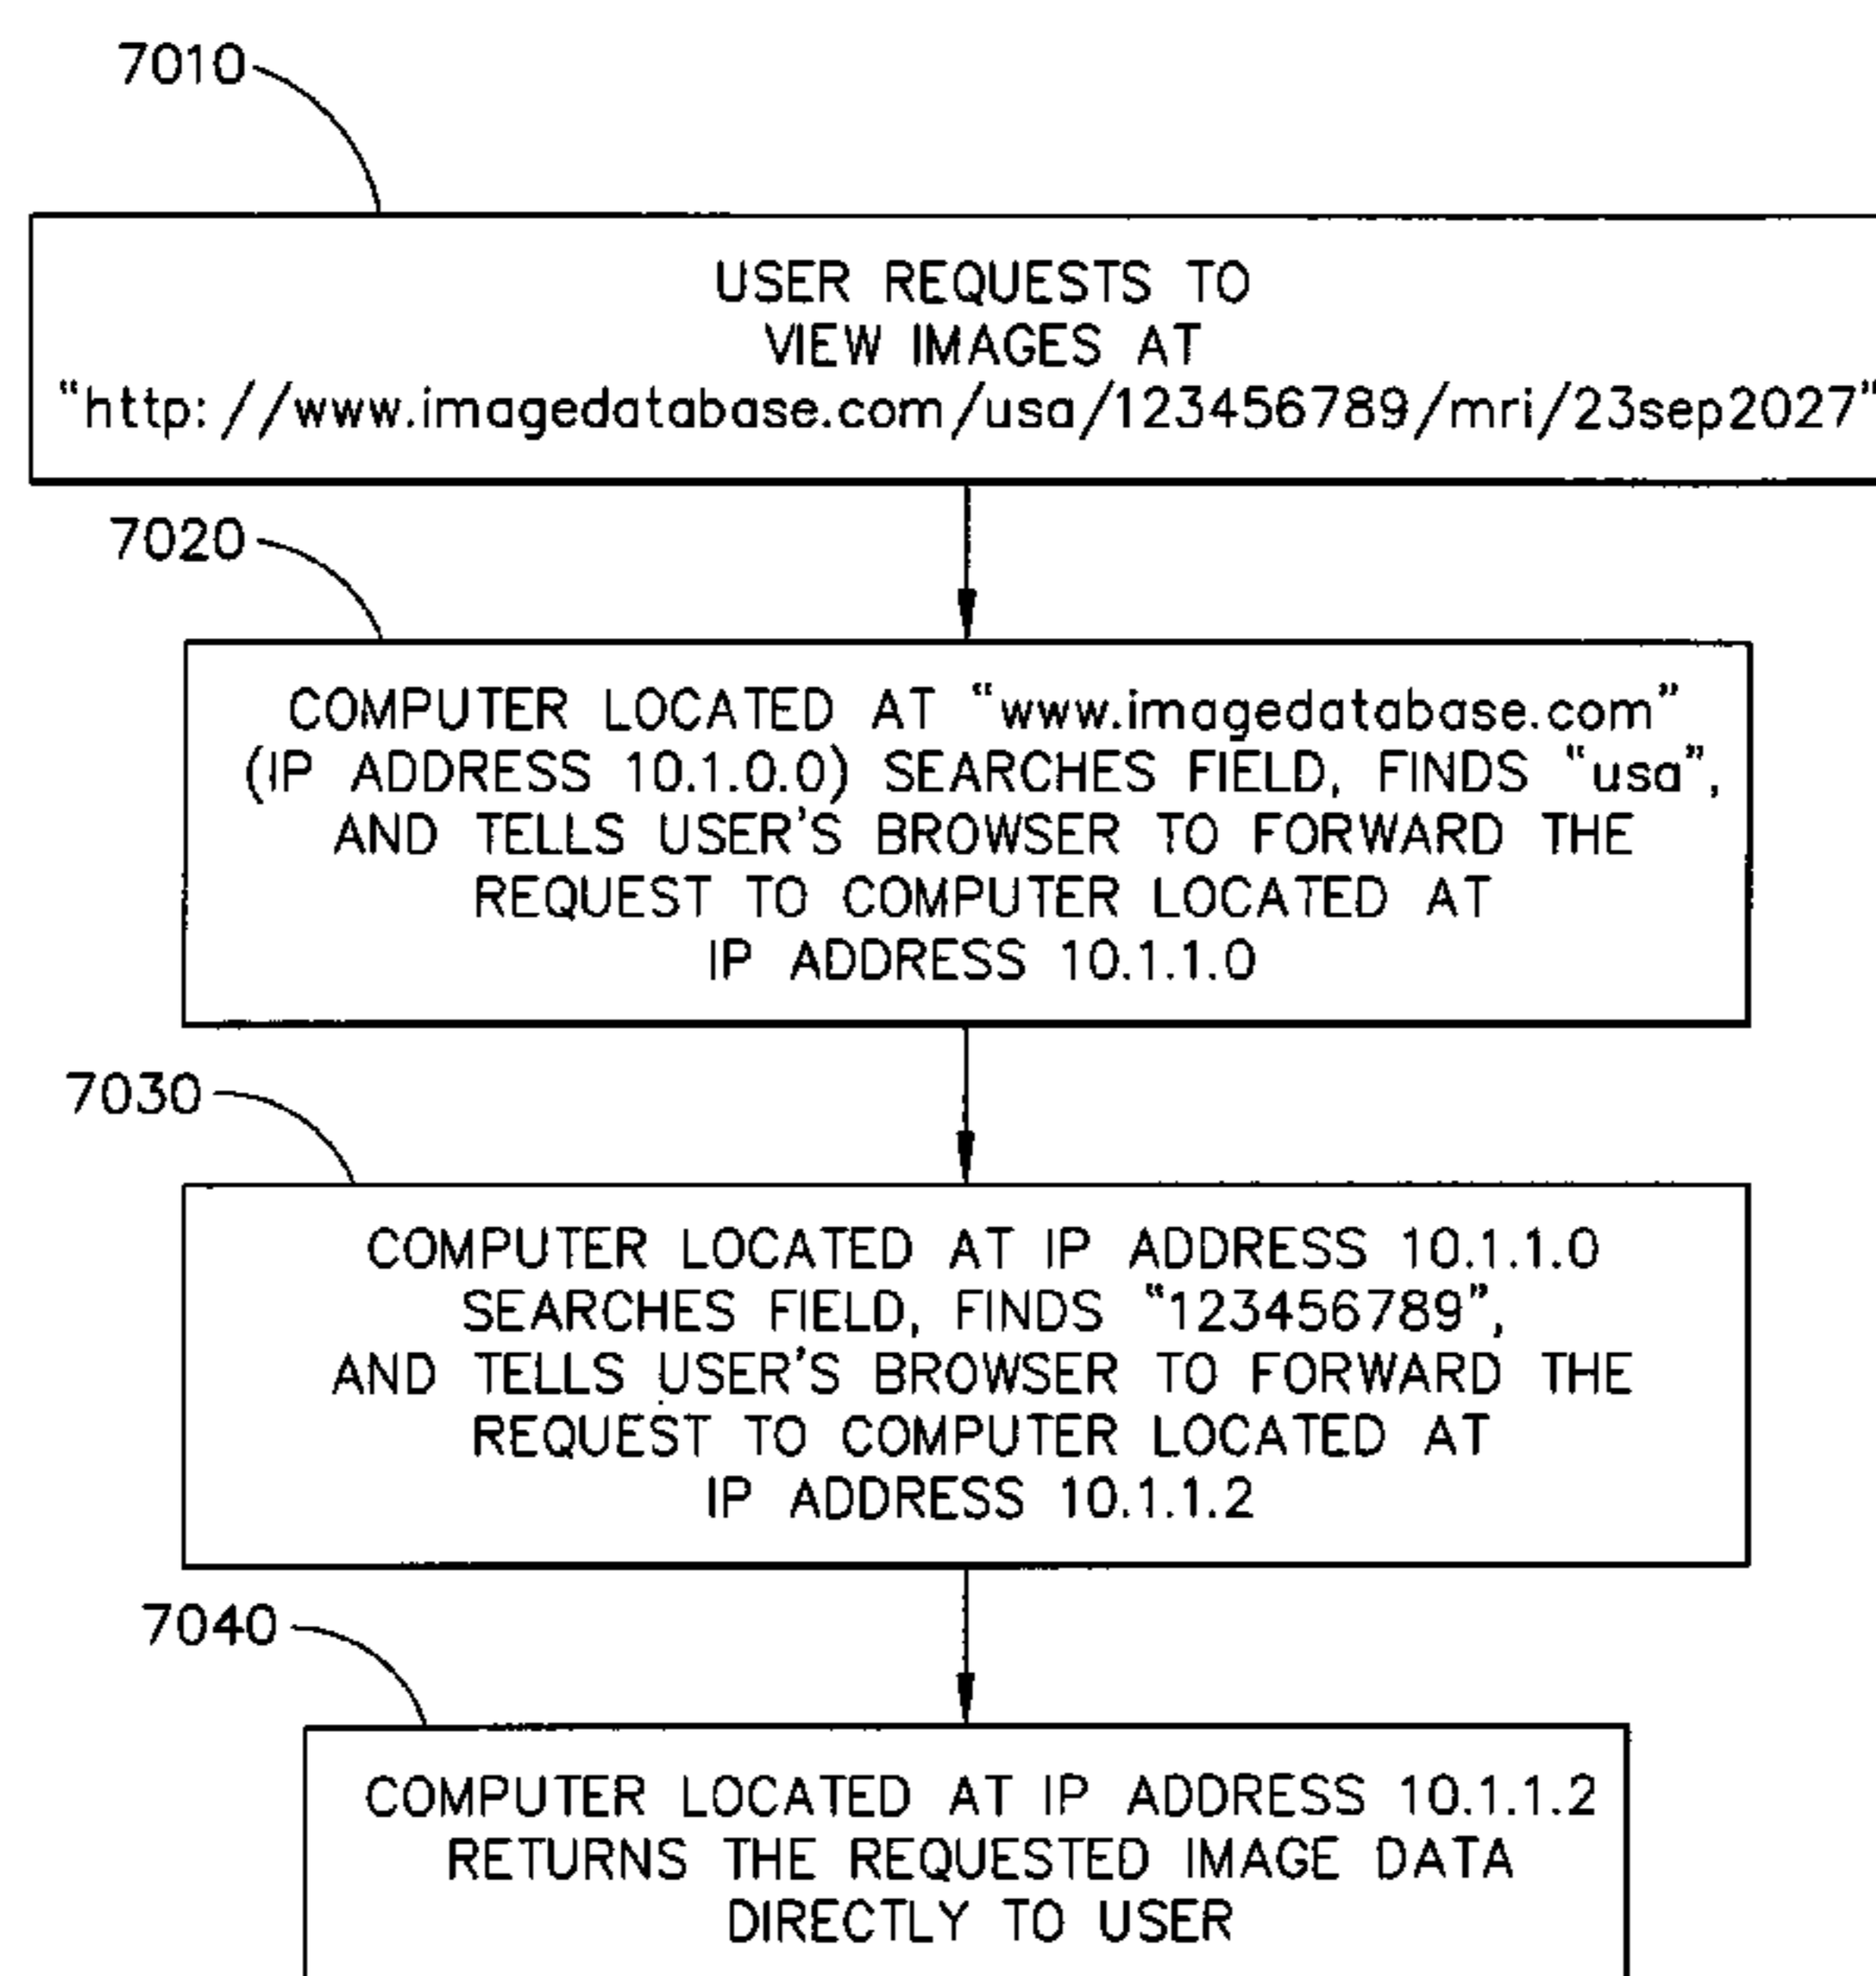 7010
USER REQUESTS TO
VIEW IMAGES AT
“http://www.imagedatabase.com/usa/123456789/mri/23sep2027”
7020
COMPUTER LOCATED AT “www.imagedatabase.com”
(IP ADDRESS 10.1.0.0) SEARCHES FIELD, FINDS “usa”,
AND TELLS USER'S BROWSER TO FORWARD THE
REQUEST TO COMPUTER LOCATED AT
IP ADDRESS 10.1.1.0
7030
COMPUTER LOCATED AT IP ADDRESS 10.1.1.0
SEARCHES FIELD, FINDS “123456789”,
AND TELLS USER'S BROWSER TO FORWARD THE
REQUEST TO COMPUTER LOCATED AT
IP ADDRESS 10.1.1.2
7040
COMPUTER LOCATED AT IP ADDRESS 10.1.1.2
RETURNS THE REQUESTED IMAGE DATA
DIRECTLY TO USER